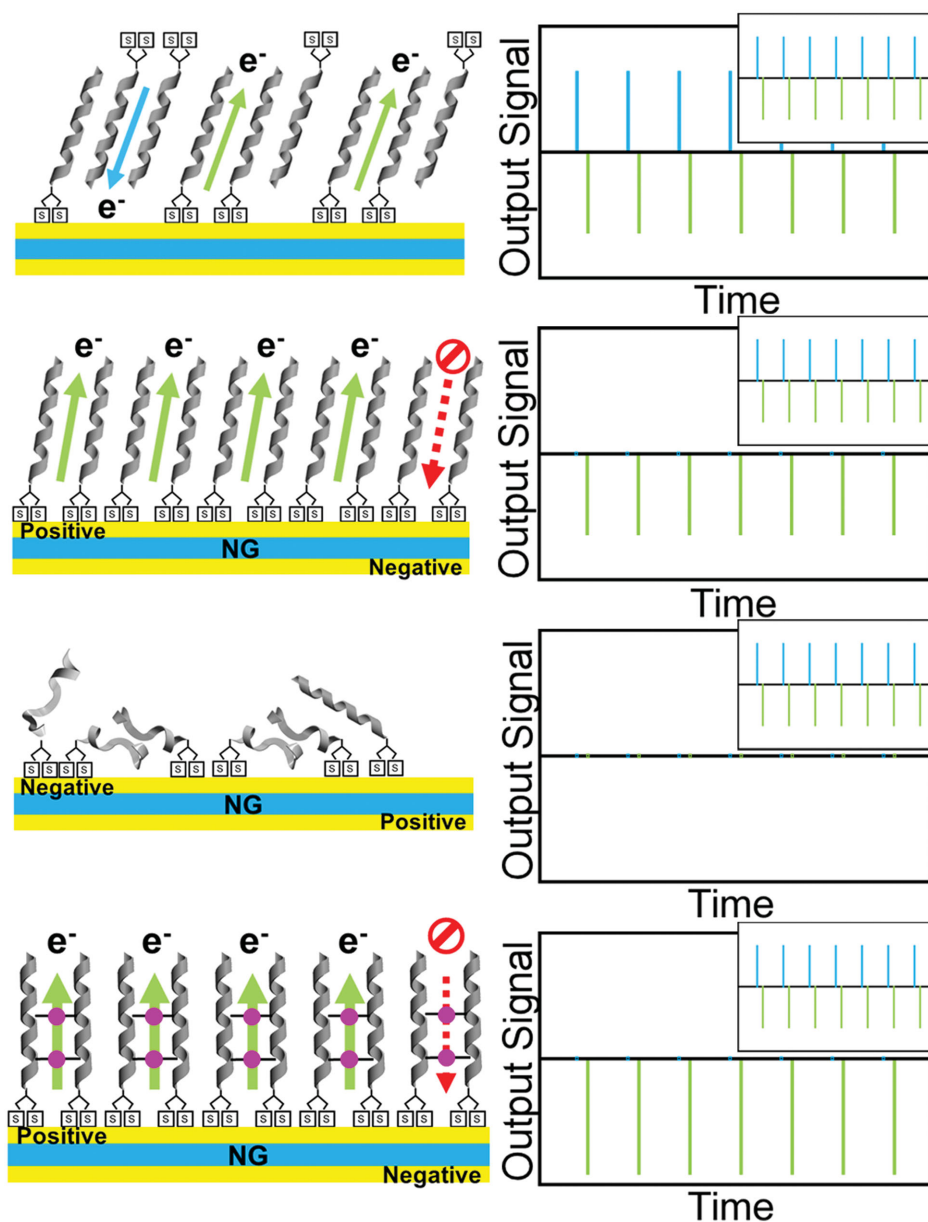 S S S S S S S S
e- e-
e-
S S S S S S S S S S
Output Signal
Time
e- e- e- e-
S S S S S S S S S S S S S S S S S S S S
Positive
NG
Negative
Output Signal
Time
S S S S S S S S S S S S
Negative
NG
Positive
Output Signal
Time
e- e- e- e-
S S S S S S S S S S S S S S S S S S S S
Positive
NG
Negative
Output Signal
Time